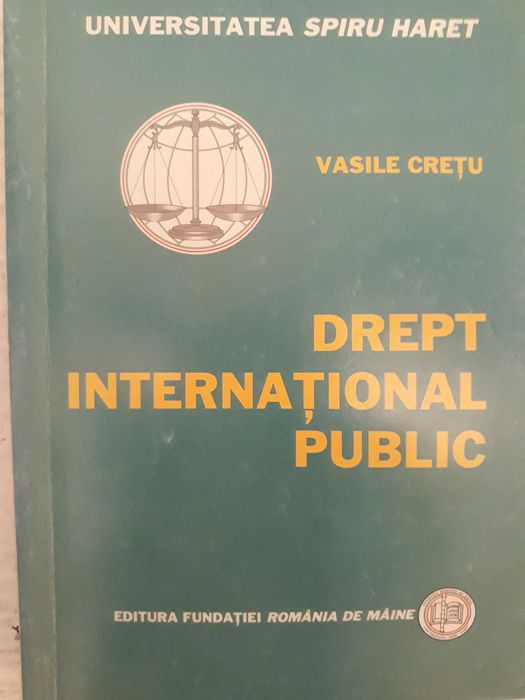 UNIVERSITATEA SPIRU HARET
VASILE CREȚU
DREPT
INTERNAȚIONAL
PUBLIC
EDITURA FUNDAȚIEI ROMÂNIA DE MÂINE